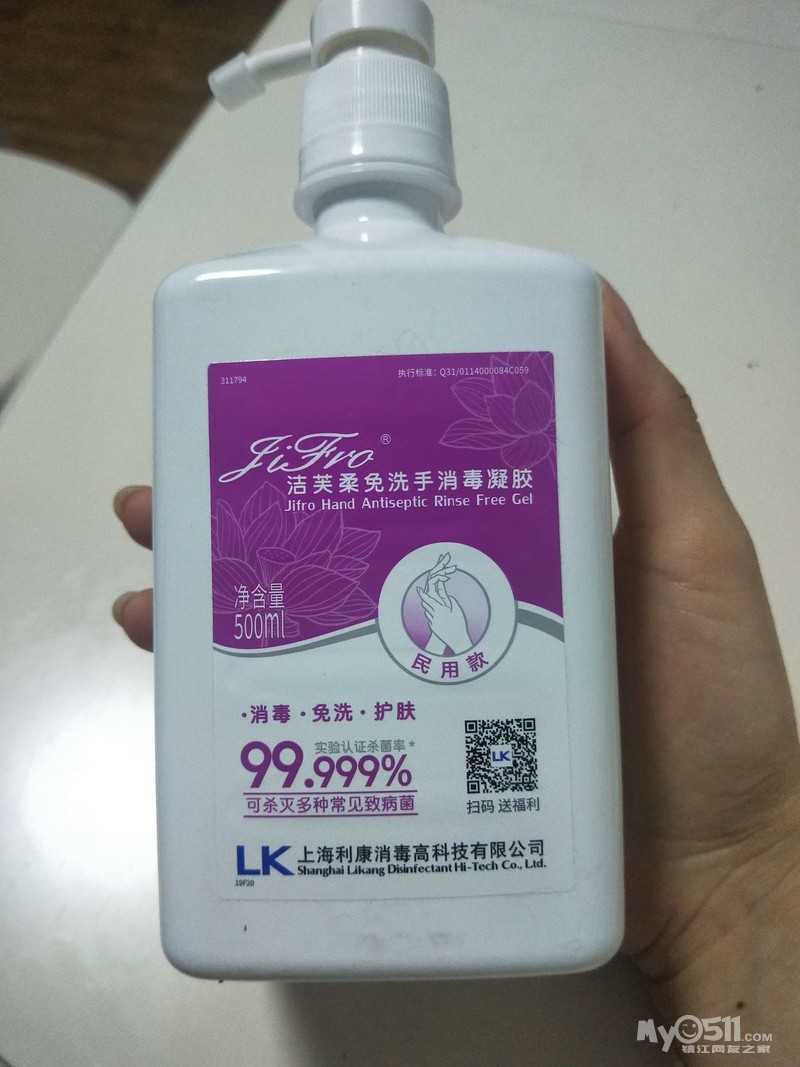 311794
执行标准：Q31/0114000084C059
JiFro®
洁芙柔免洗手消毒凝胶
Jifro Hand Antiseptic Rinse Free Gel
净含量
500ml
民用款
·消毒·免洗·护肤
实验认证杀菌率*
99.999%
可杀灭多种常见致病菌
LK
扫码 送福利
LK 上海利康消毒高科技有限公司
Shanghai Likang Disinfectant Hi-Tech Co., Ltd.
19F20
My0511.COM
镇江网友之家